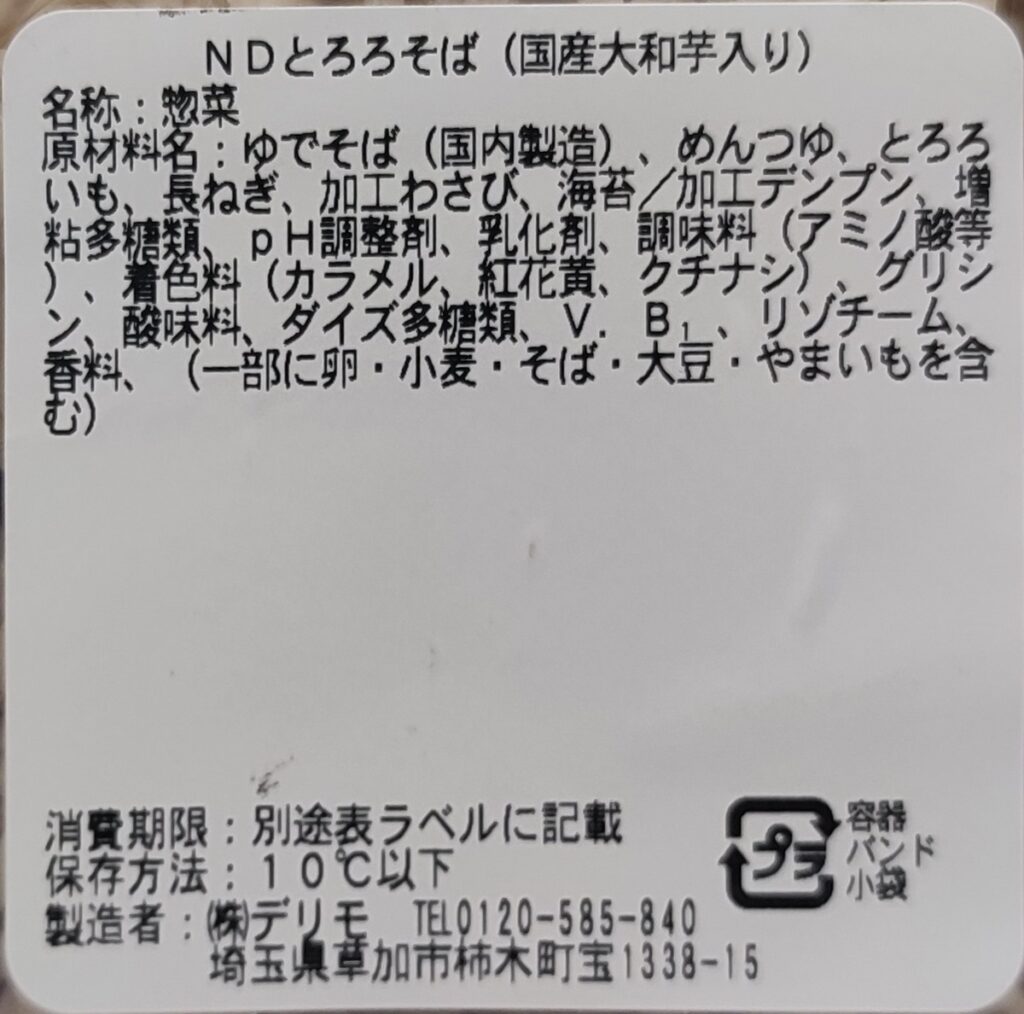 NDとろろそば（国産大和芋入り）
名称：惣菜
原材料名：ゆでそば（国内製造）、めんつゆ、とろろ
いも、長ねぎ、加工わさび、海苔／加工デンプン、増
粘多糖類、pH調整剤、乳化剤、調味料（アミノ酸等
）、着色料（カラメル、紅花黄、クチナシ）、グリシ
ン、酸味料、ダイズ多糖類、V．B₁、リゾチーム、
香料、（一部に卵・小麦・そば・大豆・やまいもを含
む）
消費期限：別途表ラベルに記載
保存方法：10℃以下
製造者：㈱デリモ TEL0120-585-840
埼玉県草加市柿木町宝1338-15
プラ
容器
バンド
小袋